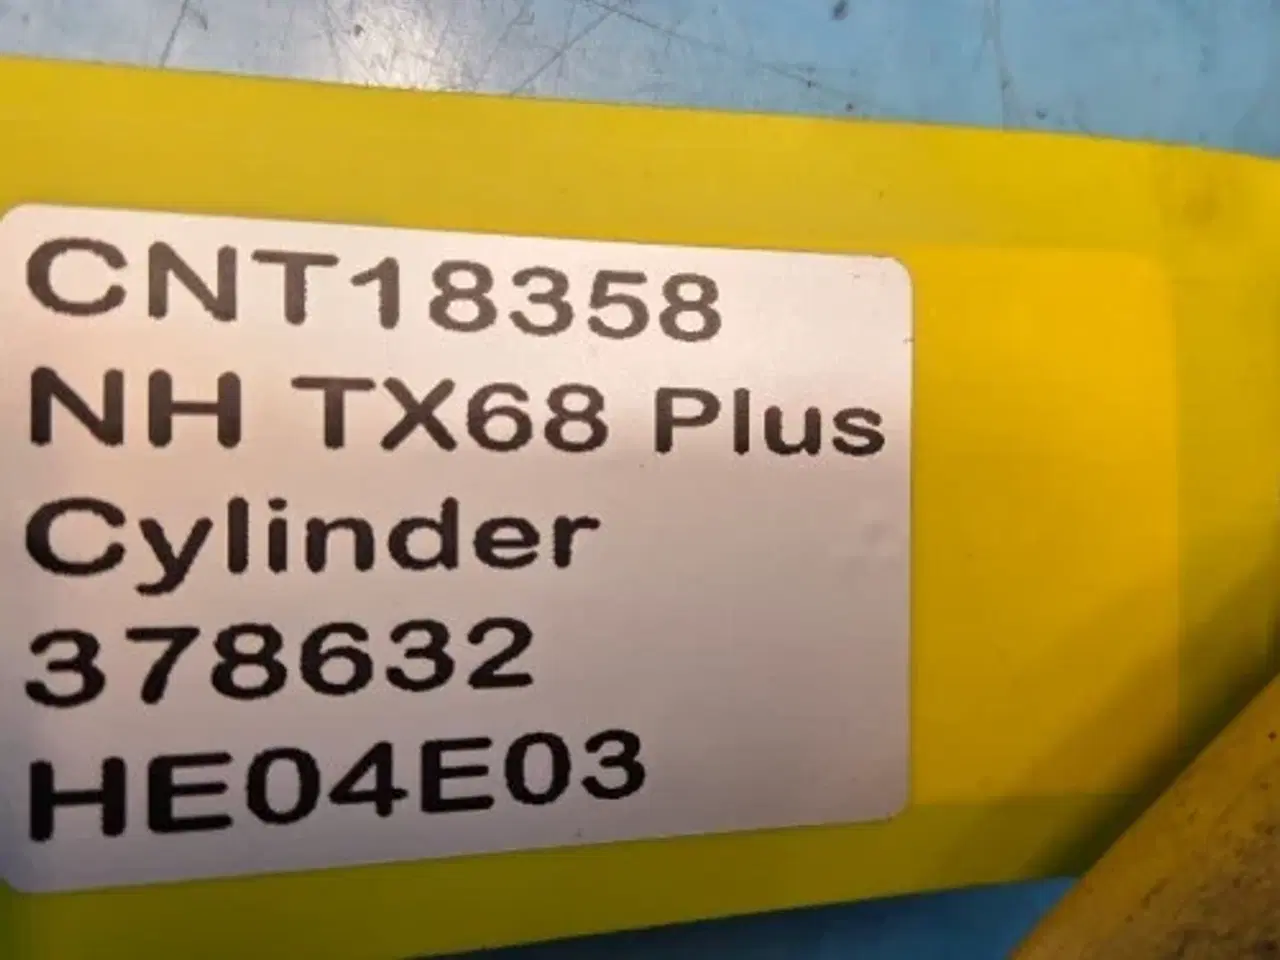 CNT18358
NH TX68 Plus
Cylinder
378632
HE04E03